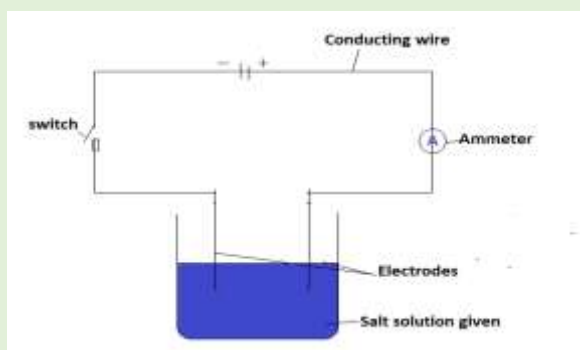 Conducting wire
− +
switch
A
Ammeter
Electrodes
Salt solution given